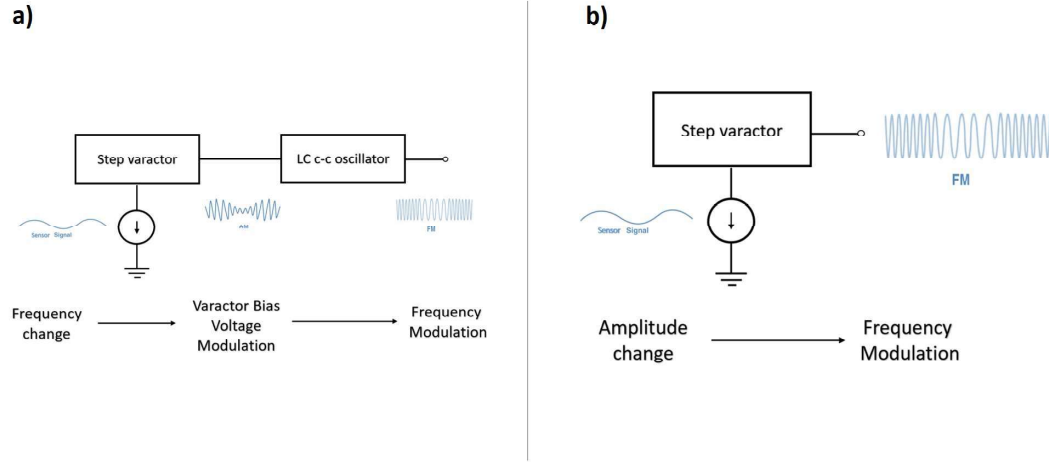 a)
Step varactor
LC c-c oscillator
Sensor Signal
FM
Frequency
change
Varactor Bias
Voltage
Modulation
Frequency
Modulation
b)
Step varactor
FM
Sensor Signal
Amplitude
change
Frequency
Modulation